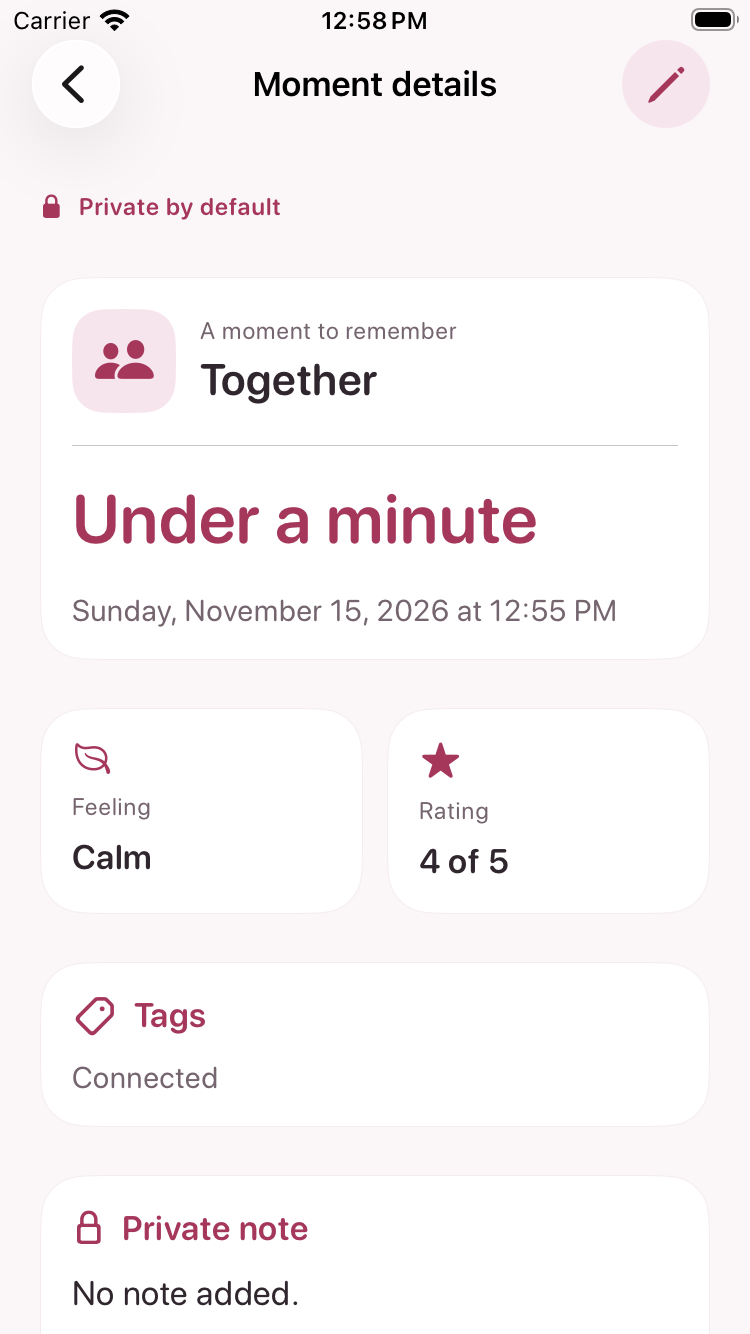 Carrier 12:58 PM
Moment details
Private by default
A moment to remember
Together
Under a minute
Sunday, November 15, 2026 at 12:55 PM
Feeling
Calm
Rating
4 of 5
Tags
Connected
Private note
No note added.